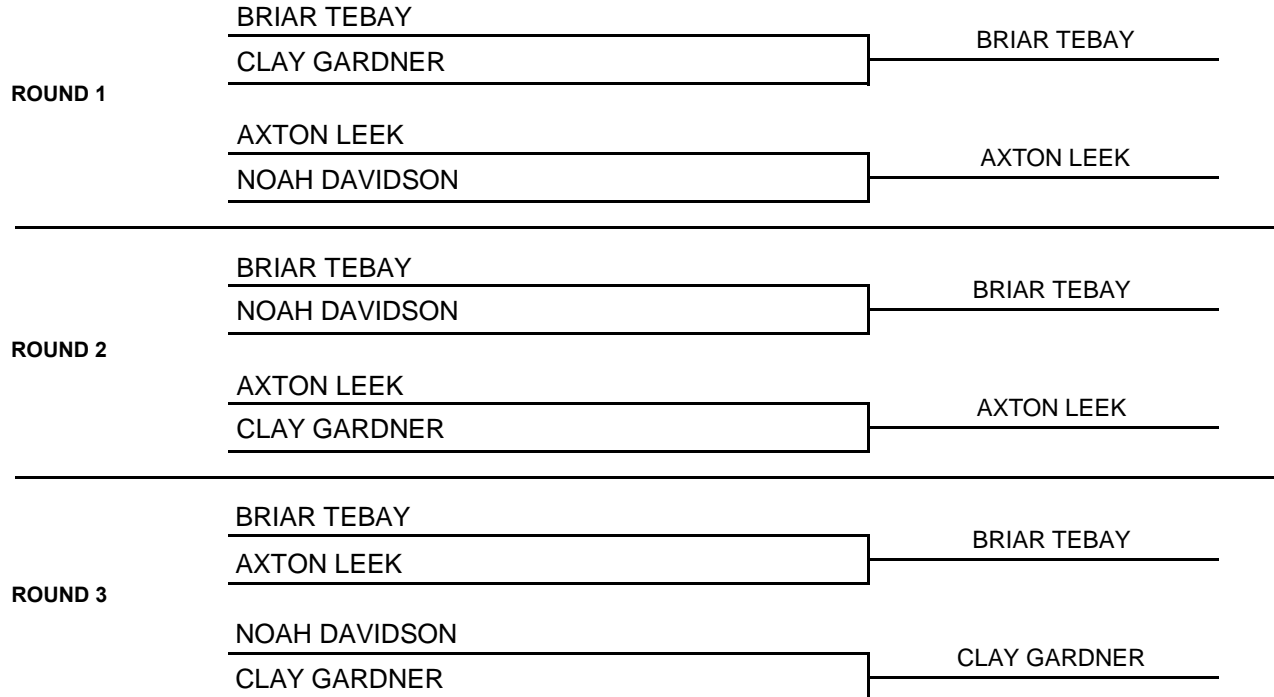 BRIAR TEBAY
BRIAR TEBAY
CLAY GARDNER
ROUND 1
AXTON LEEK
AXTON LEEK
NOAH DAVIDSON
BRIAR TEBAY
BRIAR TEBAY
NOAH DAVIDSON
ROUND 2
AXTON LEEK
AXTON LEEK
CLAY GARDNER
BRIAR TEBAY
BRIAR TEBAY
AXTON LEEK
ROUND 3
NOAH DAVIDSON
CLAY GARDNER
CLAY GARDNER